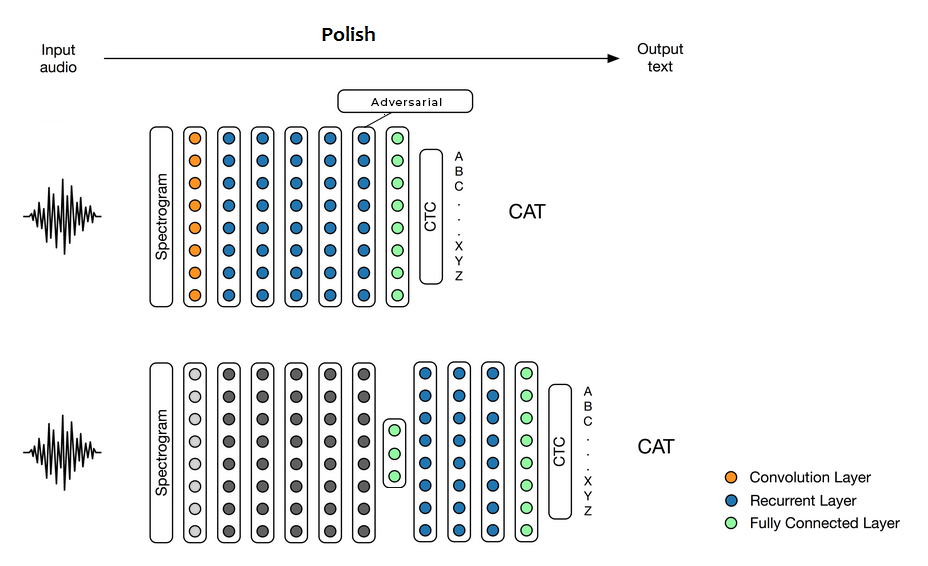 Polish
Input
audio
Output
text
Adversarial
Spectrogram
CTC
A
B
C
.
.
.
X
Y
Z
CAT
Spectrogram
CTC
A
B
C
.
.
.
X
Y
Z
CAT
Convolution Layer
Recurrent Layer
Fully Connected Layer